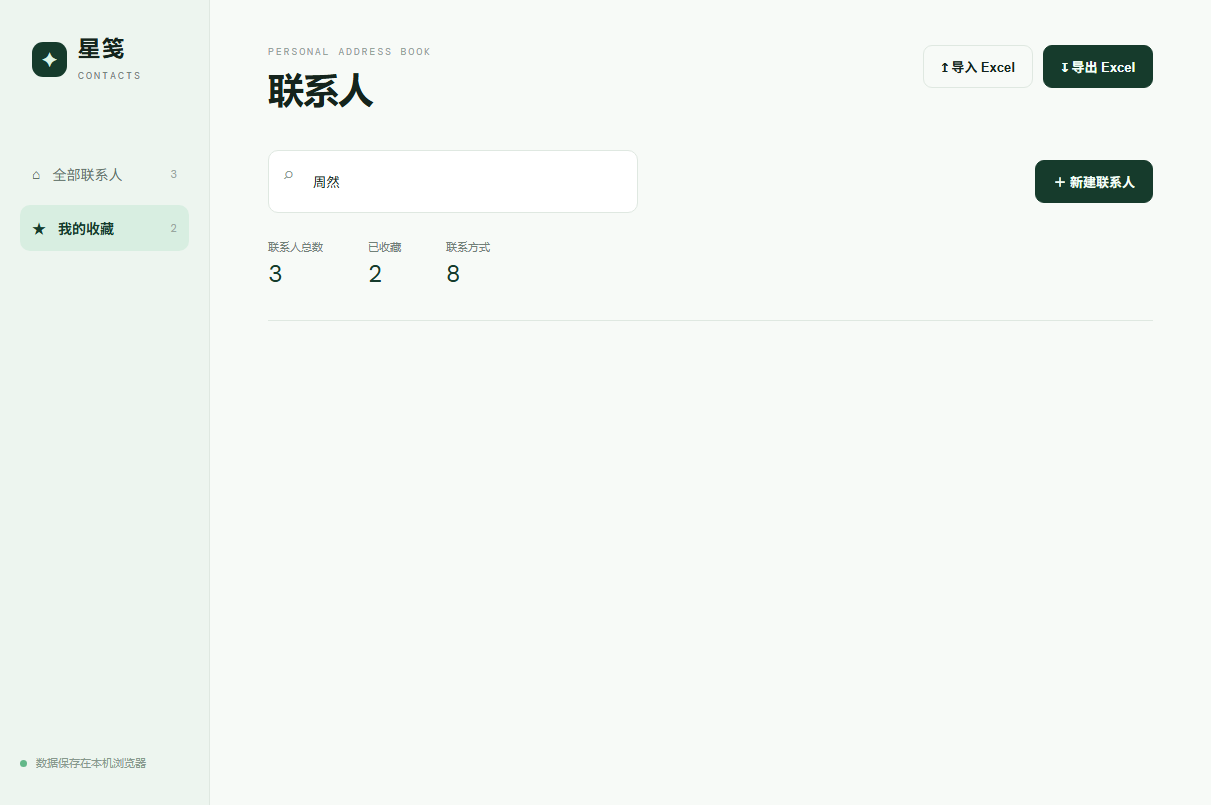 星笺
CONTACTS
全部联系人 3
★ 我的收藏 2
数据保存在本机浏览器
PERSONAL ADDRESS BOOK
联系人
↥ 导入 Excel
↧ 导出 Excel
周然
＋ 新建联系人
联系人总数 已收藏 联系方式
3 2 8